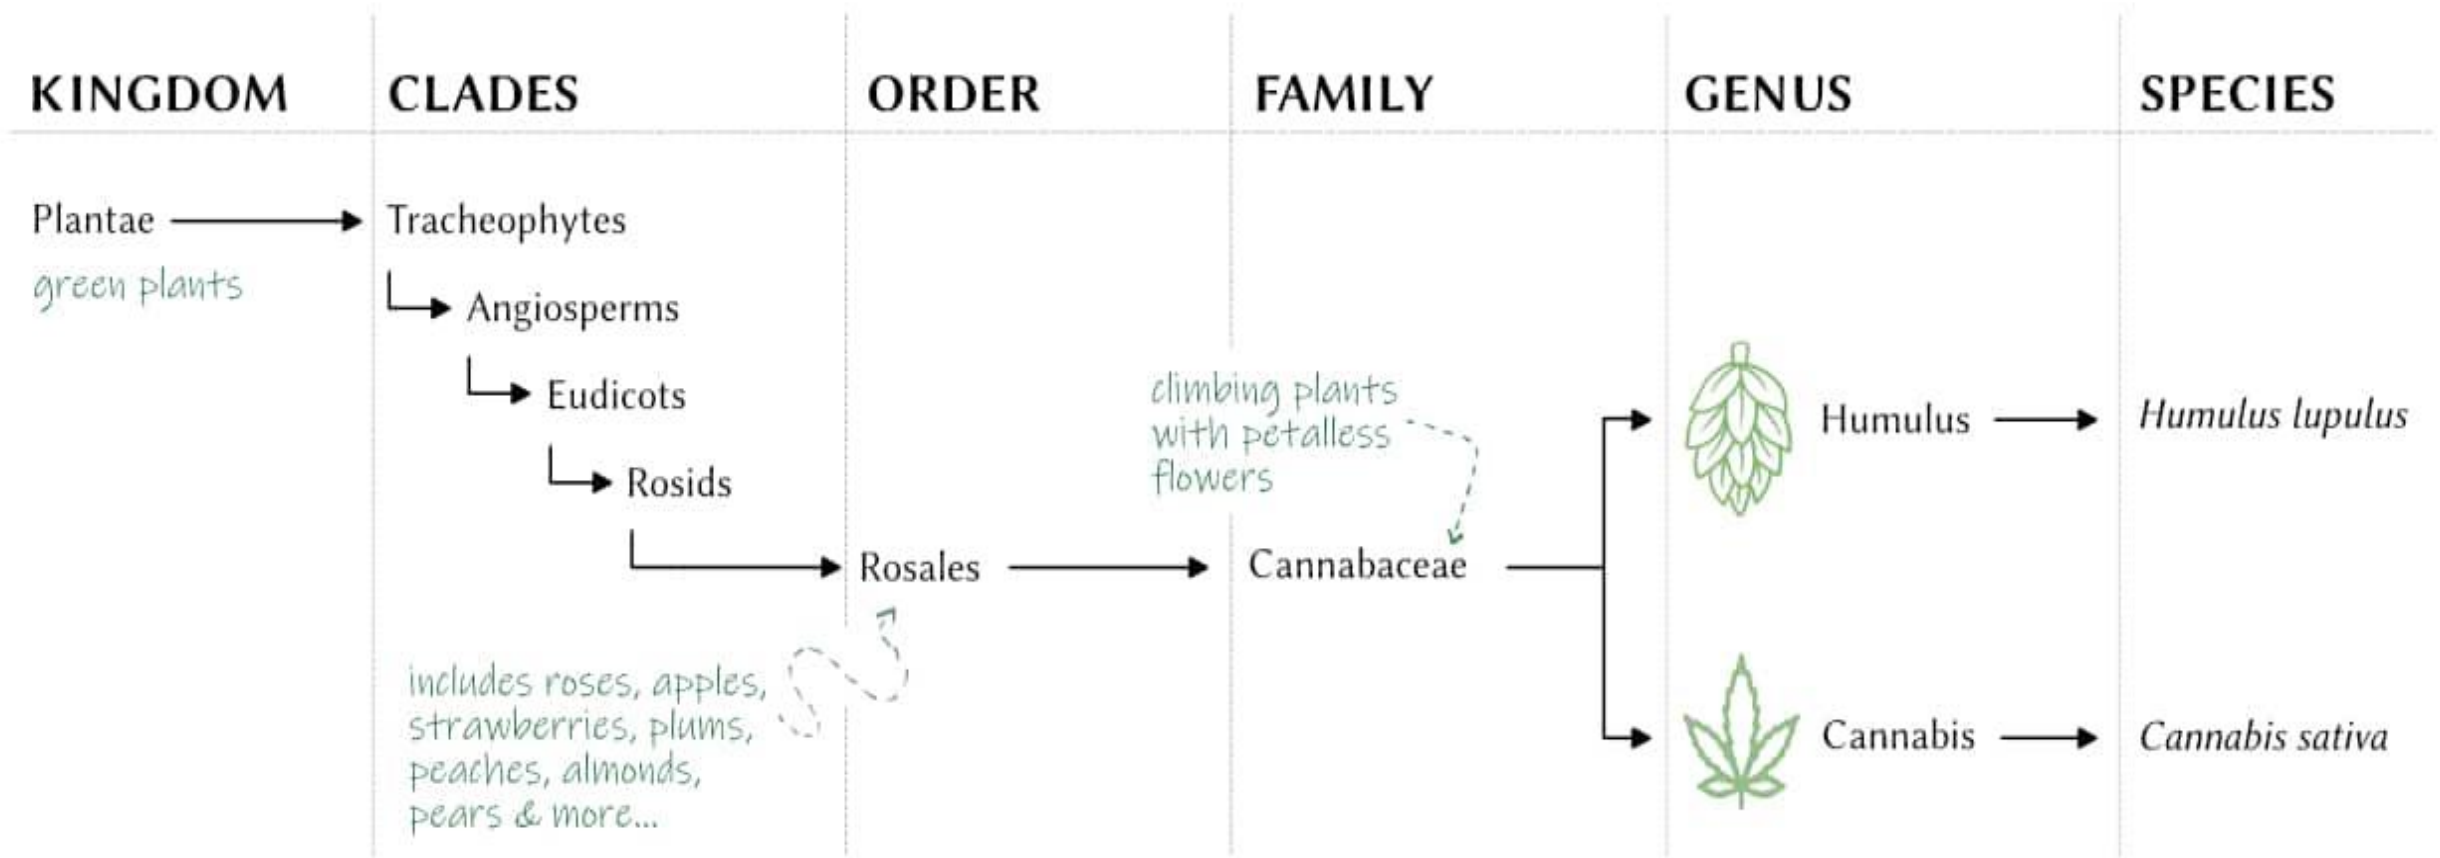 KINGDOM CLADES ORDER FAMILY GENUS SPECIES
Plantae Tracheophytes
green plants
Angiosperms
Eudicots
Rosids
climbing plants
with petalless
flowers
Humulus Humulus lupulus
Rosales Cannabaceae
includes roses, apples,
strawberries, plums,
peaches, almonds,
pears & more...
Cannabis Cannabis sativa